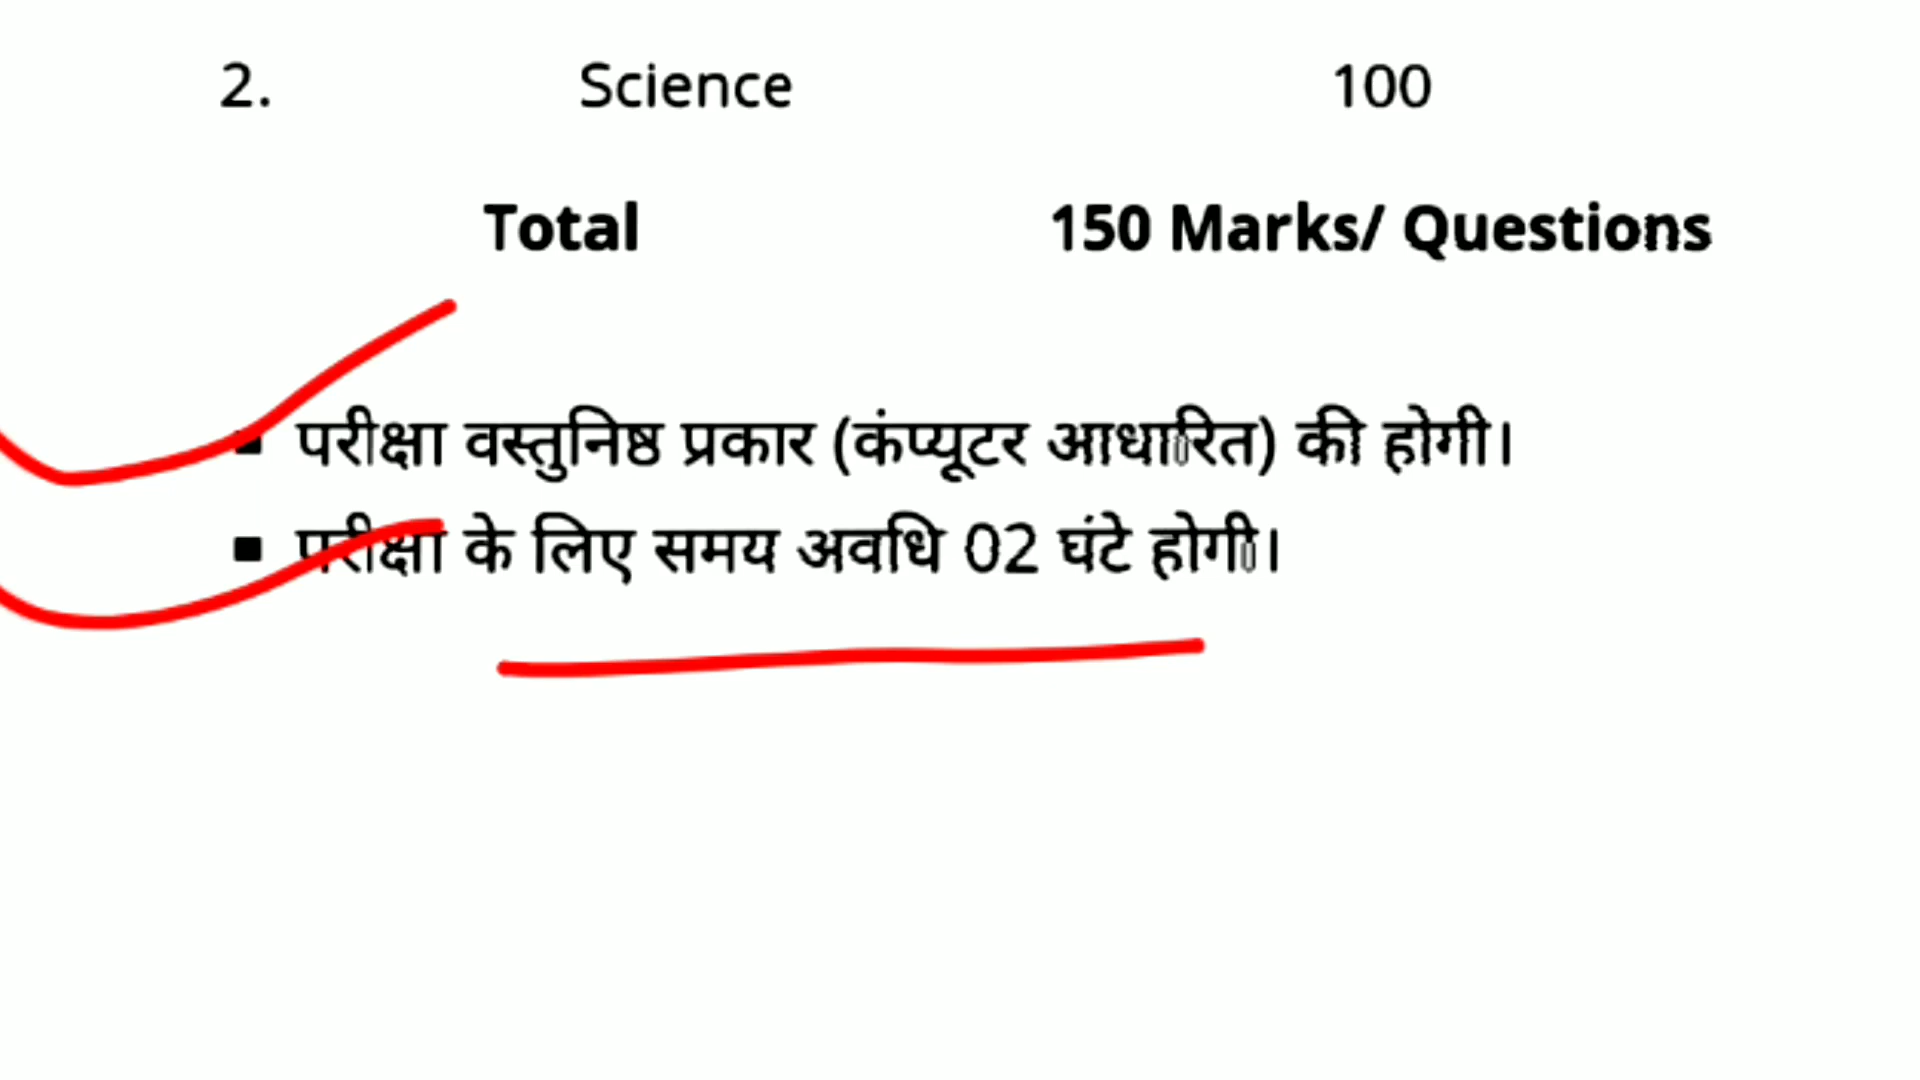 2. Science 100
Total 150 Marks/ Questions
परीक्षा वस्तुनिष्ठ प्रकार (कंप्यूटर आधारित) की होगी।
परीक्षा के लिए समय अवधि 02 घंटे होगी।